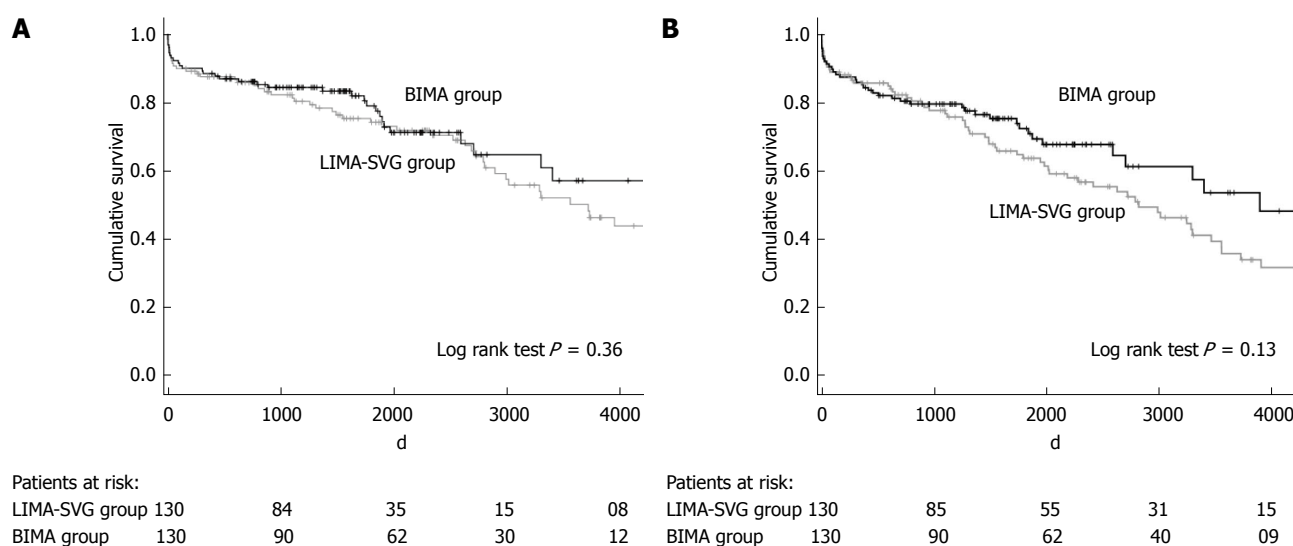 A
B
1.0
0.8
0.6
0.4
0.2
0.0
Cumulative survival
BIMA group
LIMA-SVG group
Log rank test P = 0.36
0 1000 2000 3000 4000
d
1.0
0.8
0.6
0.4
0.2
0.0
Cumulative survival
BIMA group
LIMA-SVG group
Log rank test P = 0.13
0 1000 2000 3000 4000
d
Patients at risk:
LIMA-SVG group 130 84 35 15 08
BIMA group 130 90 62 30 12
Patients at risk:
LIMA-SVG group 130 85 55 31 15
BIMA group 130 90 62 40 09